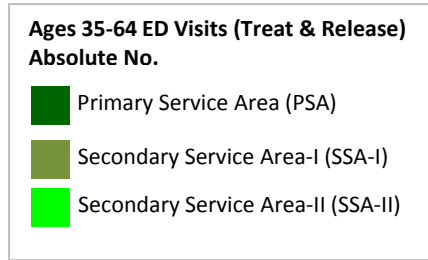 Ages 35-64 ED Visits (Treat & Release)
Absolute No.
Primary Service Area (PSA)
Secondary Service Area-I (SSA-I)
Secondary Service Area-II (SSA-II)